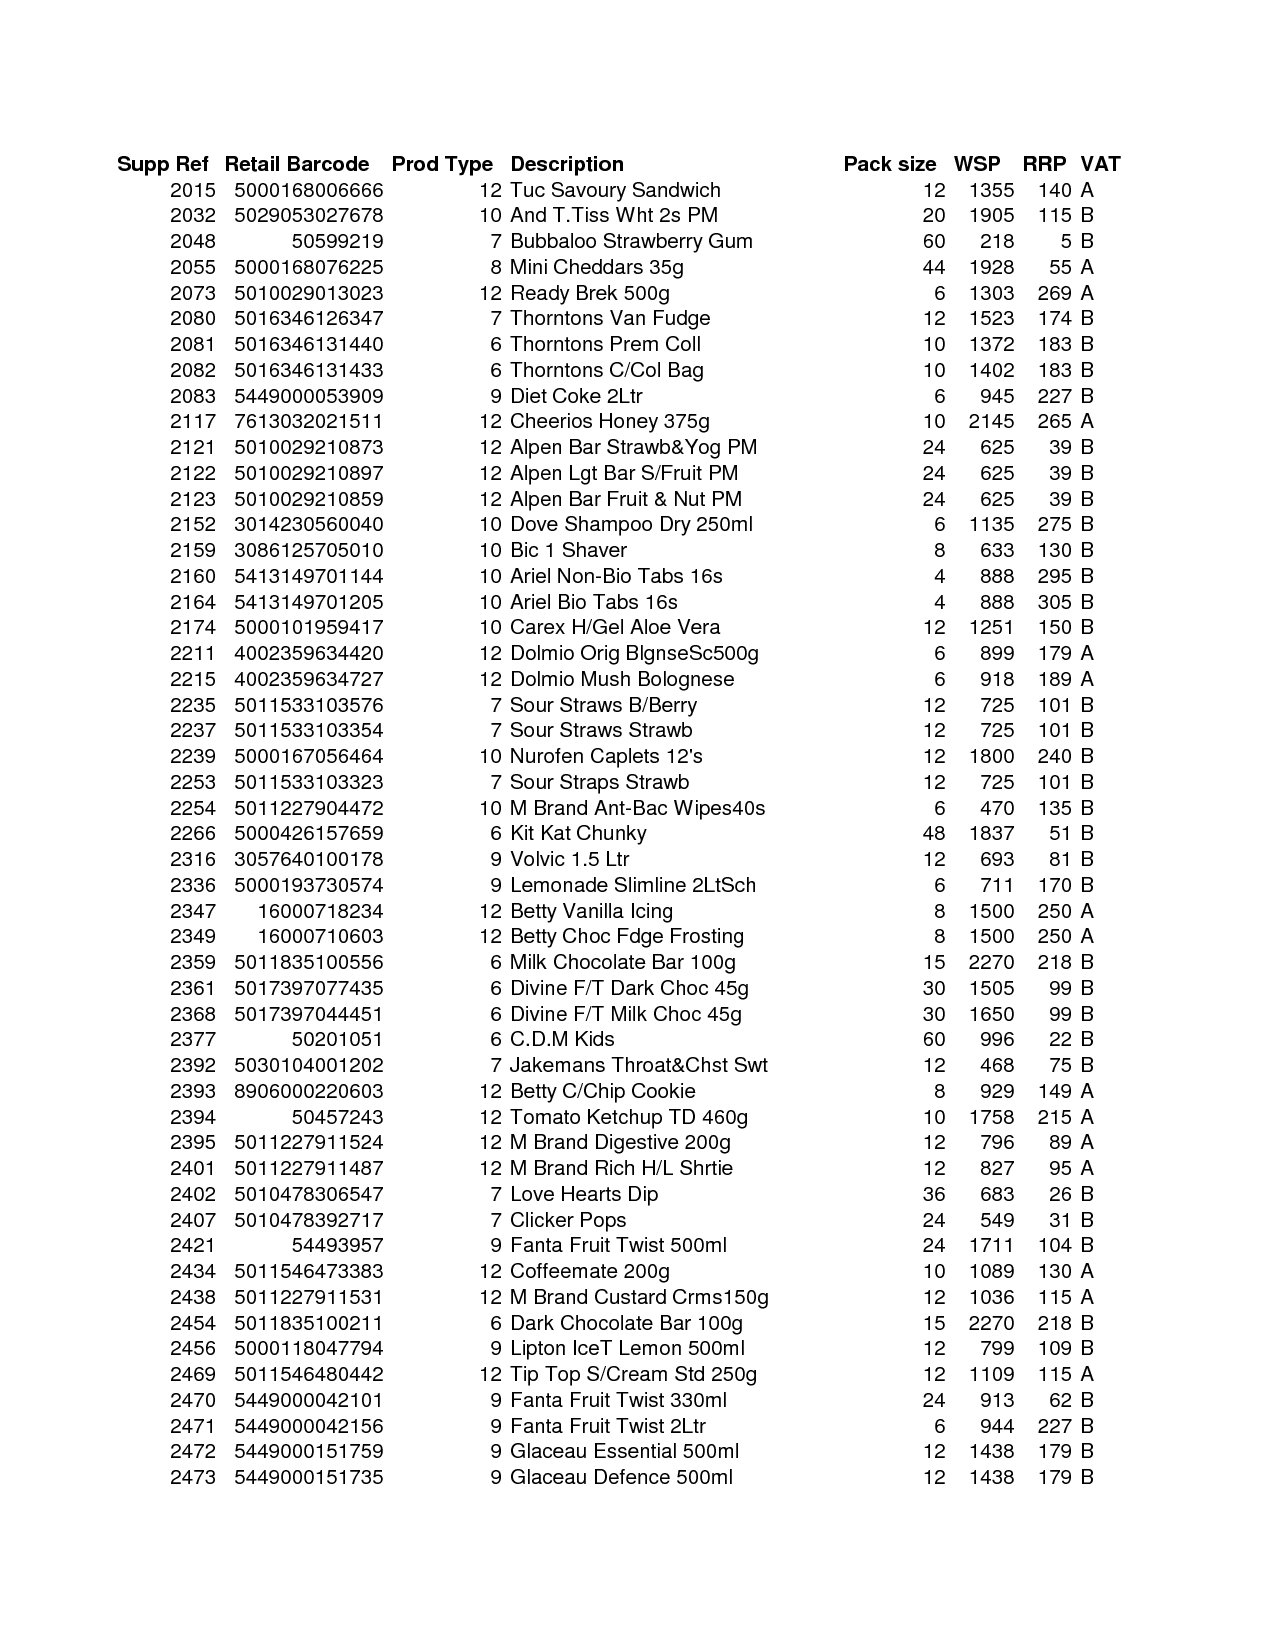 Supp Ref Retail Barcode Prod Type Description Pack size WSP RRP VAT
2015 5000168006666 12 Tuc Savoury Sandwich 12 1355 140 A
2032 5029053027678 10 And T.Tiss Wht 2s PM 20 1905 115 B
2048 50599219 7 Bubbaloo Strawberry Gum 60 218 5 B
2055 5000168076225 8 Mini Cheddars 35g 44 1928 55 A
2073 5010029013023 12 Ready Brek 500g 6 1303 269 A
2080 5016346126347 7 Thorntons Van Fudge 12 1523 174 B
2081 5016346131440 6 Thorntons Prem Coll 10 1372 183 B
2082 5016346131433 6 Thorntons C/Col Bag 10 1402 183 B
2083 5449000053909 9 Diet Coke 2Ltr 6 945 227 B
2117 7613032021511 12 Cheerios Honey 375g 10 2145 265 A
2121 5010029210873 12 Alpen Bar Strawb&Yog PM 24 625 39 B
2122 5010029210897 12 Alpen Lgt Bar S/Fruit PM 24 625 39 B
2123 5010029210859 12 Alpen Bar Fruit & Nut PM 24 625 39 B
2152 3014230560040 10 Dove Shampoo Dry 250ml 6 1135 275 B
2159 3086125705010 10 Bic 1 Shaver 8 633 130 B
2160 5413149701144 10 Ariel Non-Bio Tabs 16s 4 888 295 B
2164 5413149701205 10 Ariel Bio Tabs 16s 4 888 305 B
2174 5000101959417 10 Carex H/Gel Aloe Vera 12 1251 150 B
2211 4002359634420 12 Dolmio Orig BlgnseSc500g 6 899 179 A
2215 4002359634727 12 Dolmio Mush Bolognese 6 918 189 A
2235 5011533103576 7 Sour Straws B/Berry 12 725 101 B
2237 5011533103354 7 Sour Straws Strawb 12 725 101 B
2239 5000167056464 10 Nurofen Caplets 12's 12 1800 240 B
2253 5011533103323 7 Sour Straps Strawb 12 725 101 B
2254 5011227904472 10 M Brand Ant-Bac Wipes40s 6 470 135 B
2266 5000426157659 6 Kit Kat Chunky 48 1837 51 B
2316 3057640100178 9 Volvic 1.5 Ltr 12 693 81 B
2336 5000193730574 9 Lemonade Slimline 2LtSch 6 711 170 B
2347 16000718234 12 Betty Vanilla Icing 8 1500 250 A
2349 16000710603 12 Betty Choc Fdge Frosting 8 1500 250 A
2359 5011835100556 6 Milk Chocolate Bar 100g 15 2270 218 B
2361 5017397077435 6 Divine F/T Dark Choc 45g 30 1505 99 B
2368 5017397044451 6 Divine F/T Milk Choc 45g 30 1650 99 B
2377 50201051 6 C.D.M Kids 60 996 22 B
2392 5030104001202 7 Jakemans Throat&Chst Swt 12 468 75 B
2393 8906000220603 12 Betty C/Chip Cookie 8 929 149 A
2394 50457243 12 Tomato Ketchup TD 460g 10 1758 215 A
2395 5011227911524 12 M Brand Digestive 200g 12 796 89 A
2401 5011227911487 12 M Brand Rich H/L Shrtie 12 827 95 A
2402 5010478306547 7 Love Hearts Dip 36 683 26 B
2407 5010478392717 7 Clicker Pops 24 549 31 B
2421 54493957 9 Fanta Fruit Twist 500ml 24 1711 104 B
2434 5011546473383 12 Coffeemate 200g 10 1089 130 A
2438 5011227911531 12 M Brand Custard Crms150g 12 1036 115 A
2454 5011835100211 6 Dark Chocolate Bar 100g 15 2270 218 B
2456 5000118047794 9 Lipton IceT Lemon 500ml 12 799 109 B
2469 5011546480442 12 Tip Top S/Cream Std 250g 12 1109 115 A
2470 5449000042101 9 Fanta Fruit Twist 330ml 24 913 62 B
2471 5449000042156 9 Fanta Fruit Twist 2Ltr 6 944 227 B
2472 5449000151759 9 Glaceau Essential 500ml 12 1438 179 B
2473 5449000151735 9 Glaceau Defence 500ml 12 1438 179 B